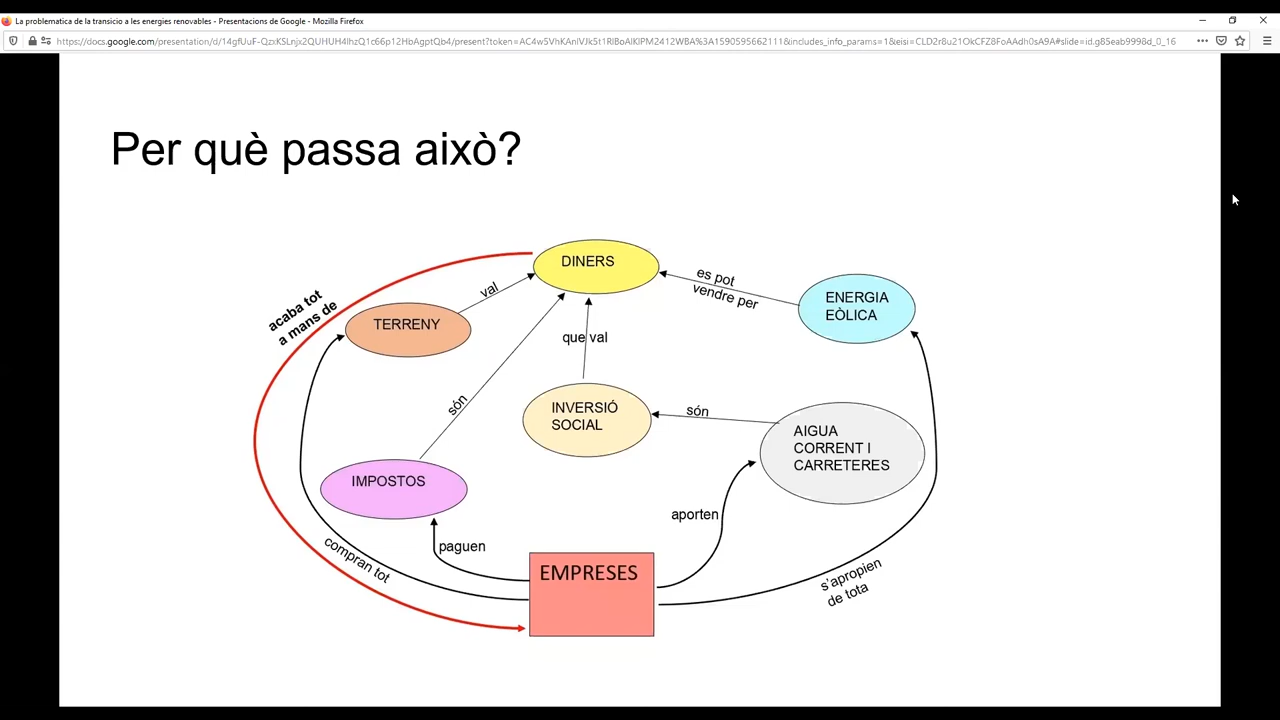 La problematica de la transicio a les energies renovables - Presentacions de Google - Mozilla Firefox
Per què passa això?
DINERS
es pot
vendre per
ENERGIA
EÒLICA
acaba tot
a mans de
val
TERRENY
que val
són
INVERSIÓ
SOCIAL
són
AIGUA
CORRENT I
CARRETERES
IMPOSTOS
aporten
paguen
compran tot
EMPRESES
s'apropien
de tota